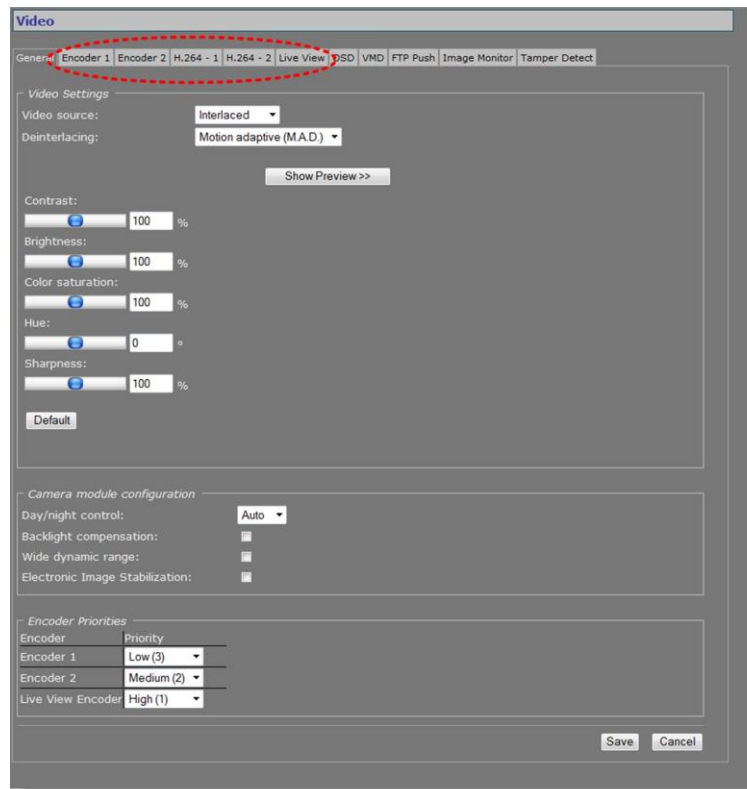 Video
General Encoder 1 Encoder 2 H.264 - 1 H.264 - 2 Live View OSD VMD FTP Push Image Monitor Tamper Detect
Video Settings
Video source: Interlaced
Deinterlacing: Motion adaptive (M.A.D.)
Show Preview >>
Contrast:
100 %
Brightness:
100 %
Color saturation:
100 %
Hue:
0 °
Sharpness:
100 %
Default
Camera module configuration
Day/night control: Auto
Backlight compensation:
Wide dynamic range:
Electronic Image Stabilization:
Encoder Priorities
Encoder Priority
Encoder 1 Low (3)
Encoder 2 Medium (2)
Live View Encoder High (1)
Save Cancel